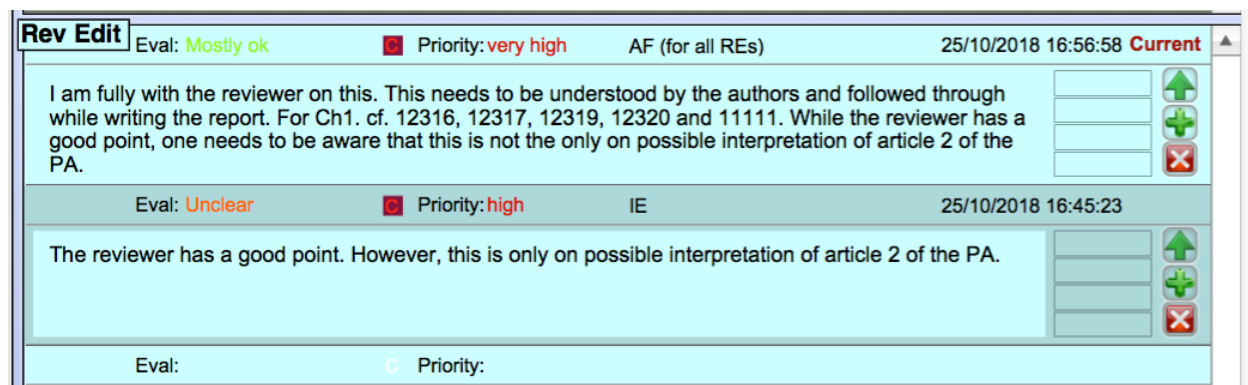 Rev Edit
Eval: Mostly ok C Priority: very high AF (for all REs) 25/10/2018 16:56:58 Current
I am fully with the reviewer on this. This needs to be understood by the authors and followed through
while writing the report. For Ch1. cf. 12316, 12317, 12319, 12320 and 11111. While the reviewer has a
good point, one needs to be aware that this is not the only on possible interpretation of article 2 of the
PA.
Eval: Unclear C Priority: high IE 25/10/2018 16:45:23
The reviewer has a good point. However, this is only on possible interpretation of article 2 of the PA.
Eval: C Priority: